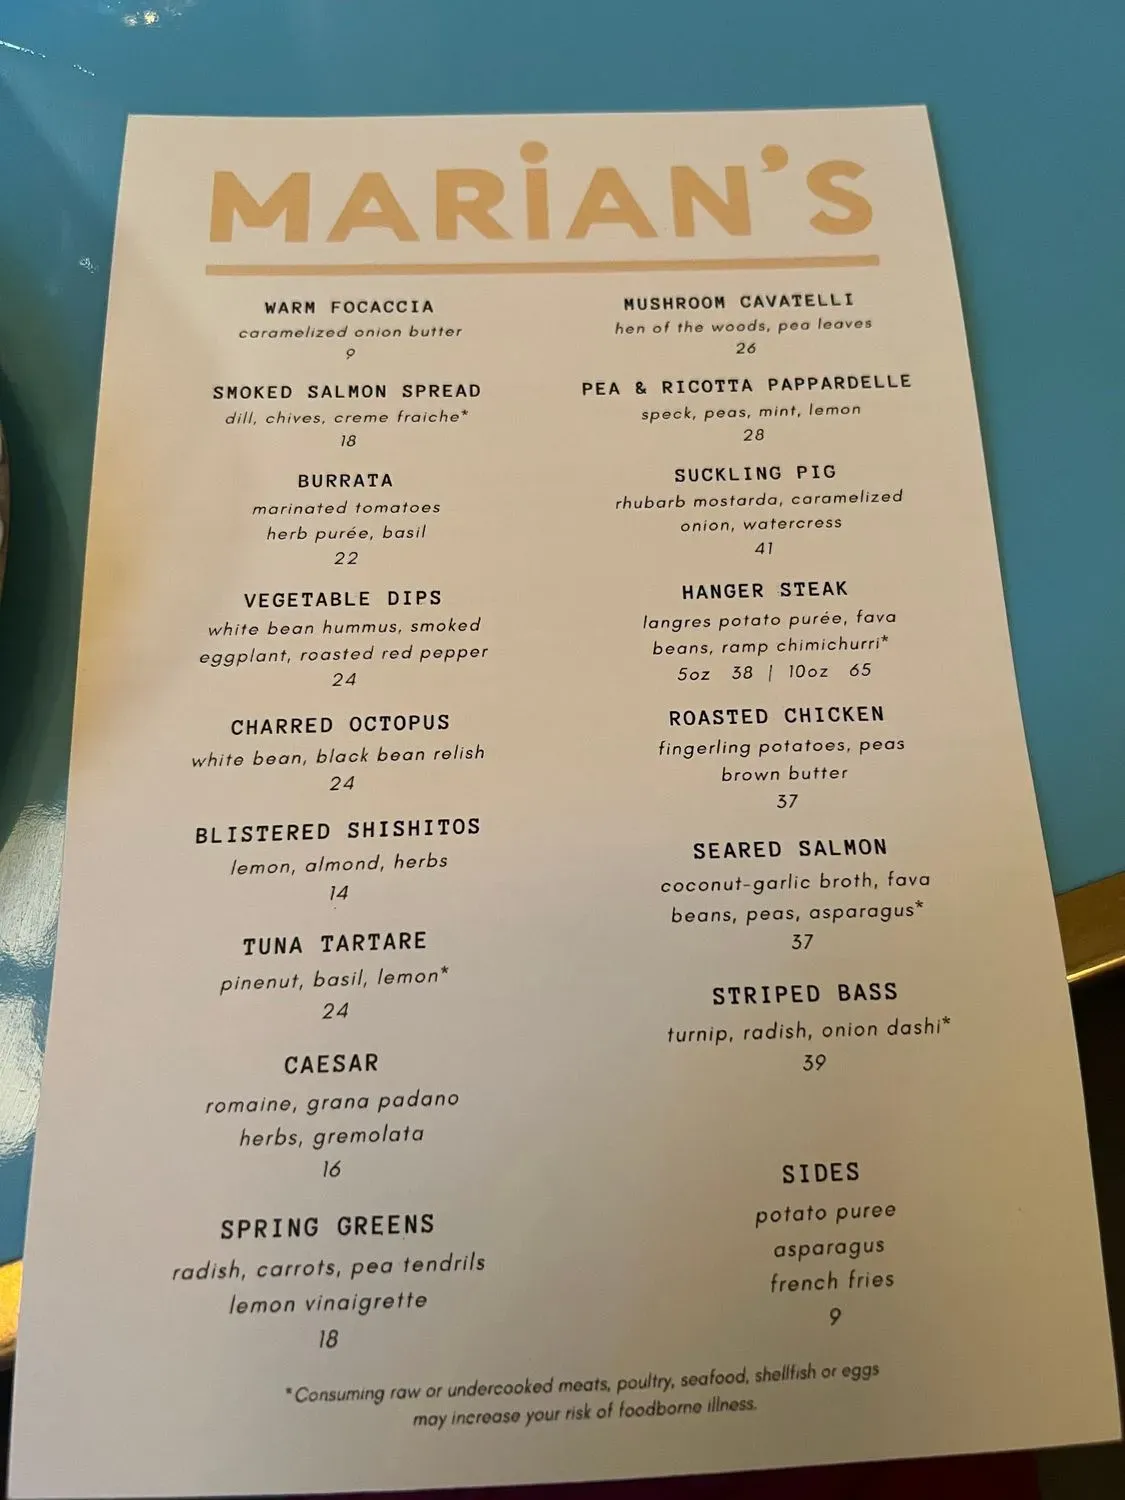 MARiAN'S
WARM FOCACCIA
caramelized onion butter
9
SMOKED SALMON SPREAD
dill, chives, creme fraiche*
18
BURRATA
marinated tomatoes
herb purée, basil
22
VEGETABLE DIPS
white bean hummus, smoked
eggplant, roasted red pepper
24
CHARRED OCTOPUS
white bean, black bean relish
24
BLISTERED SHISHITOS
lemon, almond, herbs
14
TUNA TARTARE
pinenut, basil, lemon*
24
CAESAR
romaine, grana padano
herbs, gremolata
16
SPRING GREENS
radish, carrots, pea tendrils
lemon vinaigrette
18
MUSHROOM CAVATELLI
hen of the woods, pea leaves
26
PEA & RICOTTA PAPPARDELLE
speck, peas, mint, lemon
28
SUCKLING PIG
rhubarb mostarda, caramelized
onion, watercress
41
HANGER STEAK
langres potato purée, fava
beans, ramp chimichurri*
5oz 38 | 10oz 65
ROASTED CHICKEN
fingerling potatoes, peas
brown butter
37
SEARED SALMON
coconut-garlic broth, fava
beans, peas, asparagus*
37
STRIPED BASS
turnip, radish, onion dashi*
39
SIDES
potato puree
asparagus
french fries
9
*Consuming raw or undercooked meats, poultry, seafood, shellfish or eggs
may increase your risk of foodborne illness.